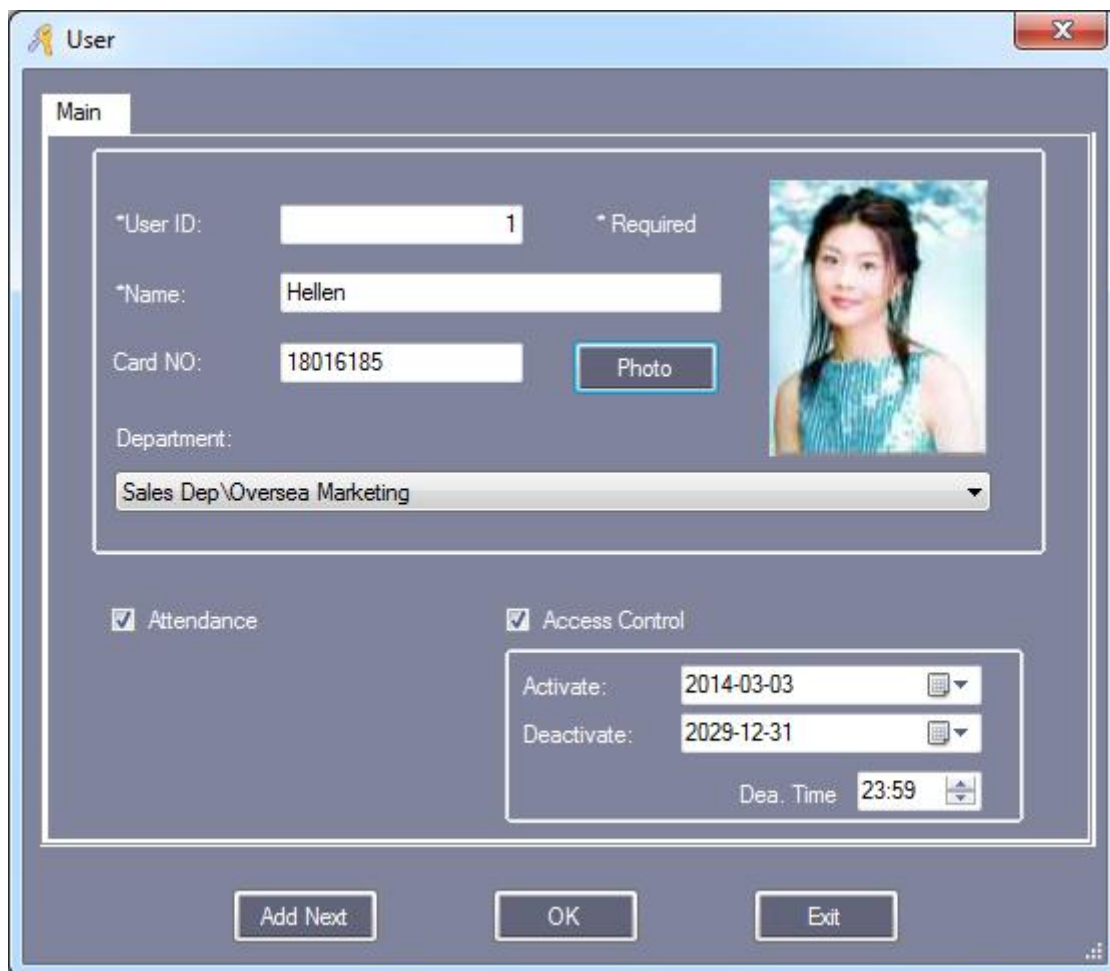 User
Main
*User ID: 1 * Required
*Name: Hellen
Card NO: 18016185 Photo
Department:
Sales Dep\Oversea Marketing
Attendance Access Control
Activate: 2014-03-03
Deactivate: 2029-12-31
Dea. Time 23:59
Add Next OK Exit